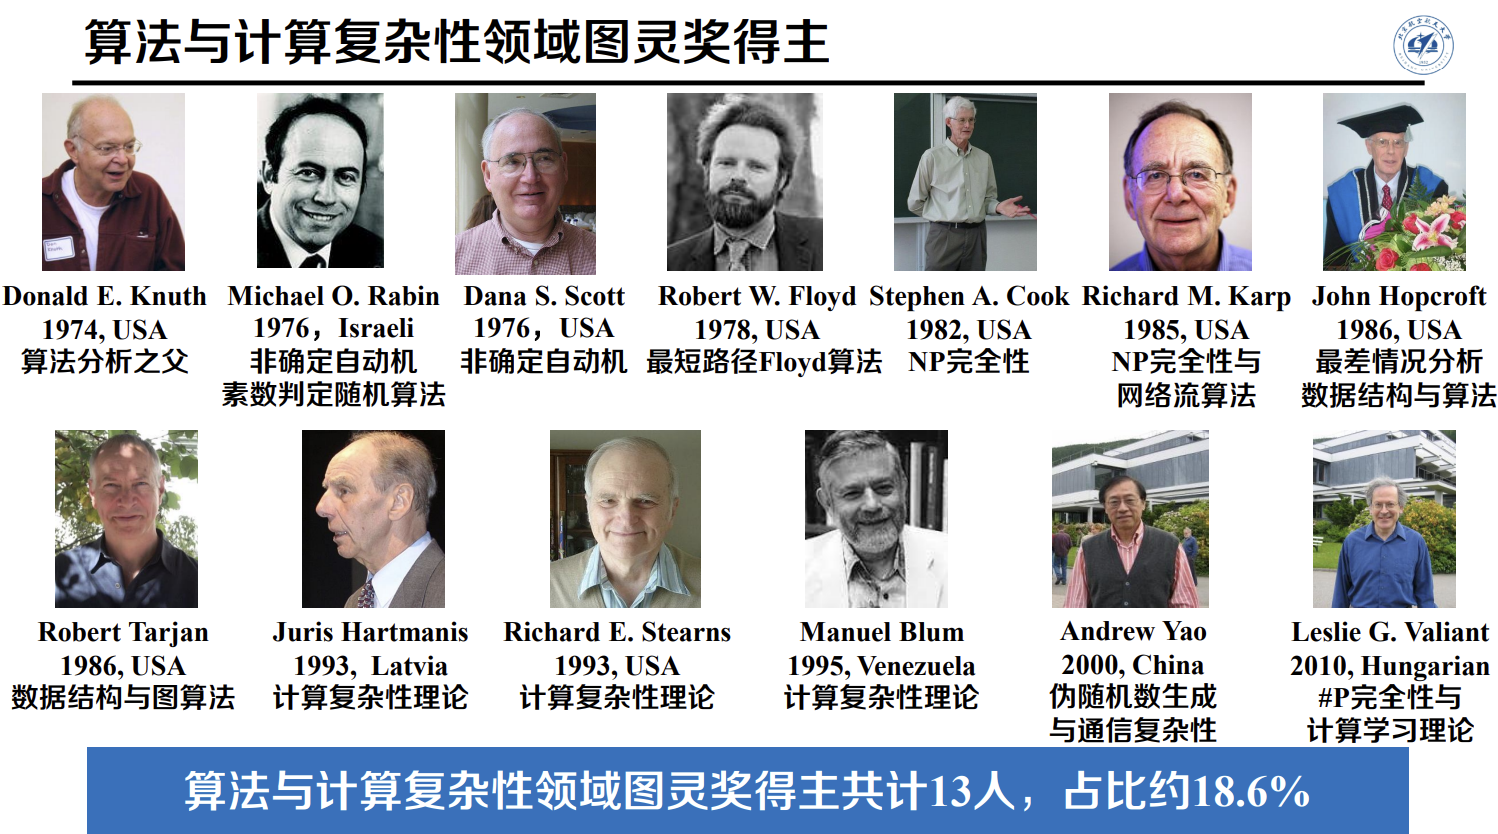 算法与计算复杂性领域图灵奖得主
Donald E. Knuth
1974, USA
算法分析之父
Michael O. Rabin
1976，Israeli
非确定自动机
素数判定随机算法
Dana S. Scott
1976，USA
非确定自动机
Robert W. Floyd
1978, USA
最短路径Floyd算法
Stephen A. Cook
1982, USA
NP完全性
Richard M. Karp
1985, USA
NP完全性与
网络流算法
John Hopcroft
1986, USA
最差情况分析
数据结构与算法
Robert Tarjan
1986, USA
数据结构与图算法
Juris Hartmanis
1993, Latvia
计算复杂性理论
Richard E. Stearns
1993, USA
计算复杂性理论
Manuel Blum
1995, Venezuela
计算复杂性理论
Andrew Yao
2000, China
伪随机数生成
与通信复杂性
Leslie G. Valiant
2010, Hungarian
#P完全性与
计算学习理论
算法与计算复杂性领域图灵奖得主共计13人，占比约18.6%